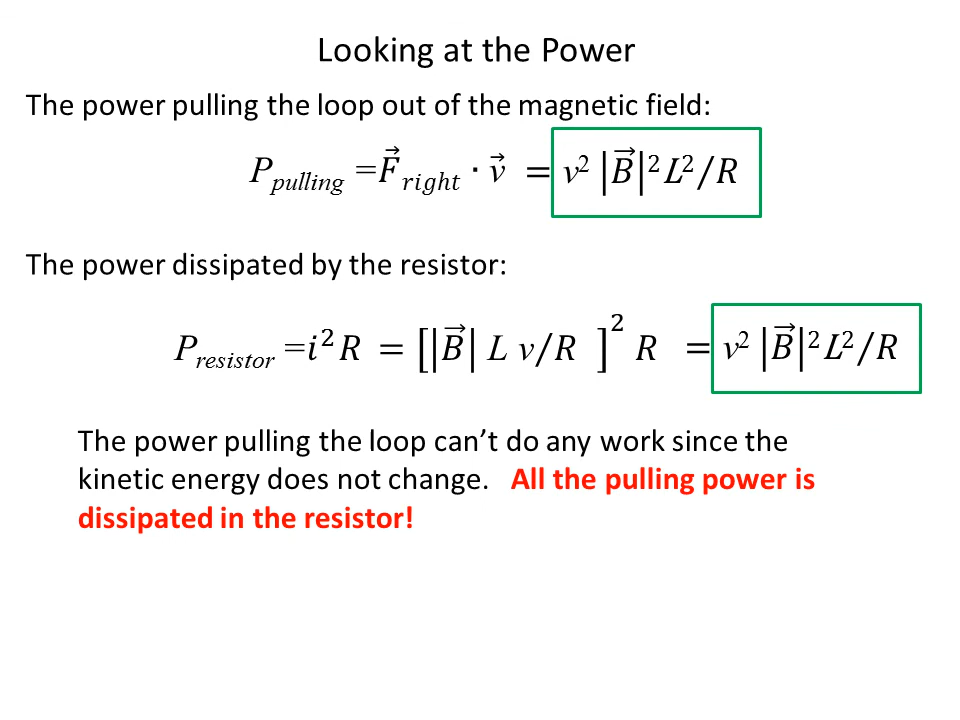 Looking at the Power
The power pulling the loop out of the magnetic field:
P_pulling = F⃗_right · v⃗ = v² |B⃗|² L²/R
The power dissipated by the resistor:
P_resistor = i² R = [|B⃗| L v/R ]² R = v² |B⃗|² L²/R
The power pulling the loop can’t do any work since the
kinetic energy does not change. All the pulling power is
dissipated in the resistor!